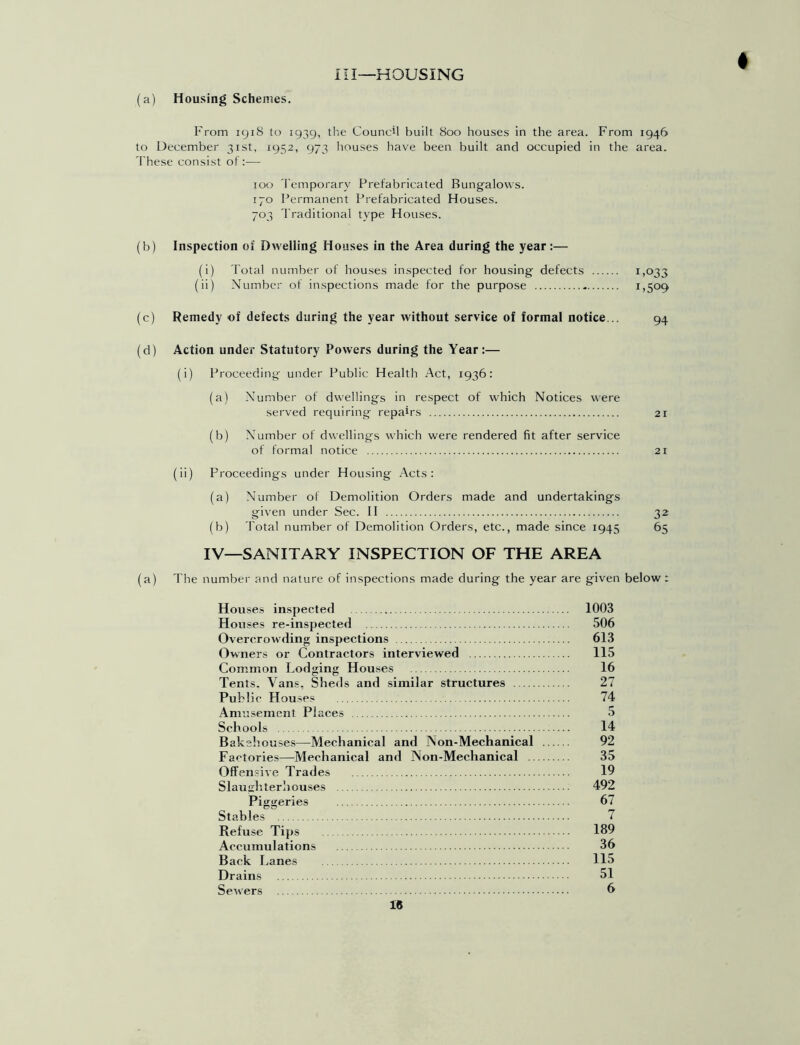 III—HOUSING
(a) Housing Schemes.
From 1918 to 1939, the Council built 800 houses in the area. From 1946
to December 31st, 1952, 973 houses have been built and occupied in the area.
These consist of:—
100 Temporary Prefabricated Bungalows.
170 Permanent Prefabricated Houses.
703 Traditional type Houses.
(b) Inspection of Dwelling Houses in the Area during the year:—
(i) Total number of houses inspected for housing defects ...... 1,033
(ii) Number of inspections made for the purpose .................... 1,509
(c) Remedy of defects during the year without service of formal notice... 94
(d) Action under Statutory Powers during the Year:—
(i) Proceeding under Public Health Act, 1936:
(a) Number of dwellings in respect of which Notices were
served requiring repairs ................................................ 21
(b) Number of dwellings which were rendered fit after service
of formal notice ................................................ 21
(ii) Proceedings under Housing Acts:
(a) Number of Demolition Orders made and undertakings
given under Sec. II ................................................ 32
(b) Total number of Demolition Orders, etc., made since 1945 65
IV—SANITARY INSPECTION OF THE AREA
(a) The number and nature of inspections made during the year are given below:
Houses inspected ................................................ 1003
Houses re-inspected ................................................ 506
Overcrowding inspections ........................................ 613
Owners or Contractors interviewed ........................ 115
Common Lodging Houses ........................................ 16
Tents, Vans, Sheds and similar structures ............ 27
Public Houses ................................................ 74
Amusement Places ................................................ 5
Schools ................................................ 14
Bakehouses—Mechanical and Non-Mechanical ...... 92
Factories—Mechanical and Non-Mechanical ......... 35
Offensive Trades ................................................ 19
Slaughterhouses ................................................ 492
Piggeries ................................................ 67
Stables ................................................ 7
Refuse Tips ................................................ 189
Accumulations ................................................ 36
Back Lanes ................................................ 115
Drains ................................................ 51
Sewers ................................................ 6